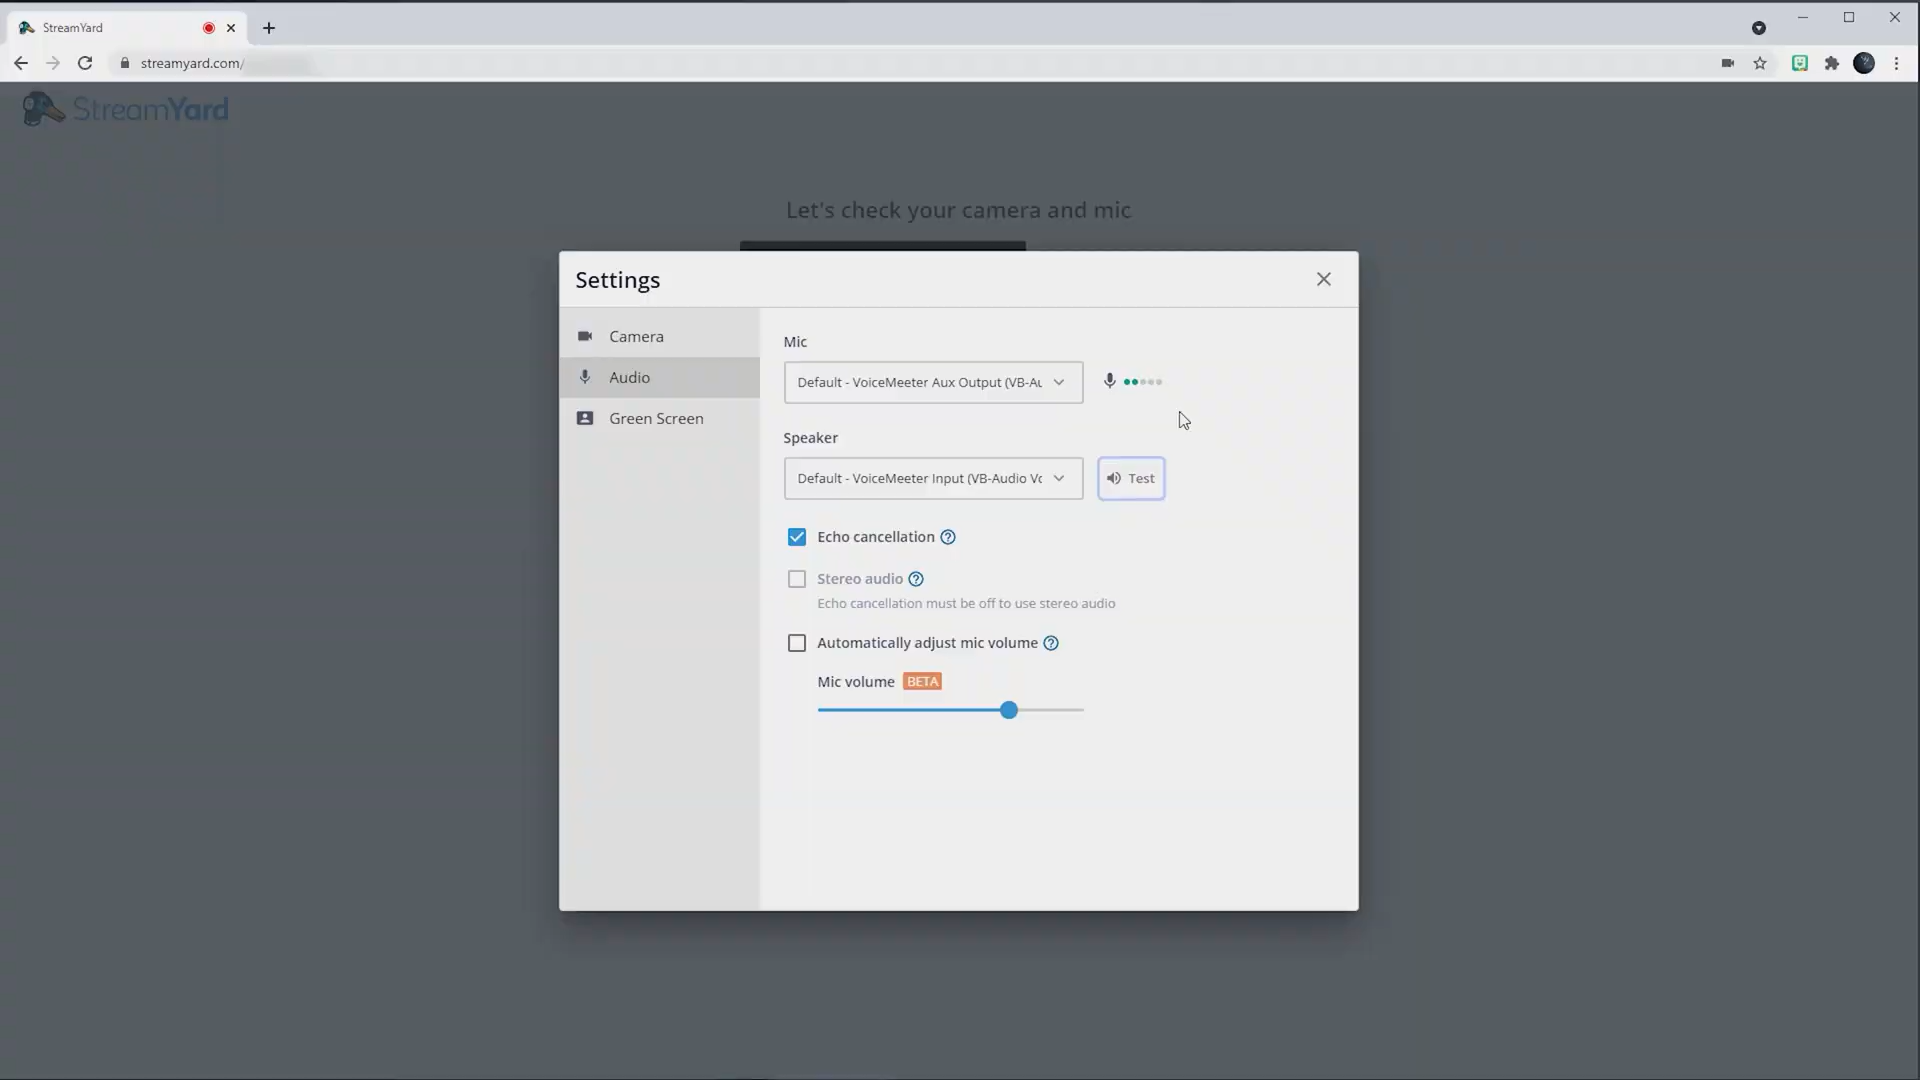 StreamYard
streamyard.com/
StreamYard
Let's check your camera and mic
Settings
Camera
Audio
Green Screen
Mic
Default - VoiceMeeter Aux Output (VB-Au
Speaker
Default - VoiceMeeter Input (VB-Audio Vo
Test
Echo cancellation
Stereo audio
Echo cancellation must be off to use stereo audio
Automatically adjust mic volume
Mic volume BETA